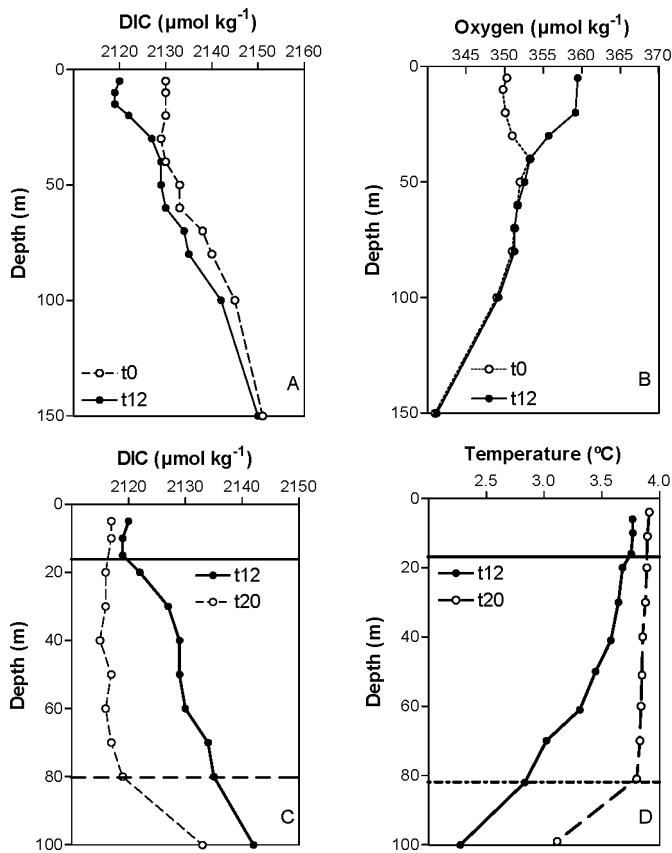 DIC (µmol kg⁻¹)
2120 2130 2140 2150 2160
0
50
100
150
Depth (m)
t0
t12
A
Oxygen (µmol kg⁻¹)
345 350 355 360 365 370
0
50
100
150
Depth (m)
t0
t12
B
DIC (µmol kg⁻¹)
2120 2130 2140 2150
0
20
40
60
80
100
Depth (m)
t12
t20
C
Temperature (ºC)
2.5 3.0 3.5 4.0
0
20
40
60
80
100
Depth (m)
t12
t20
D